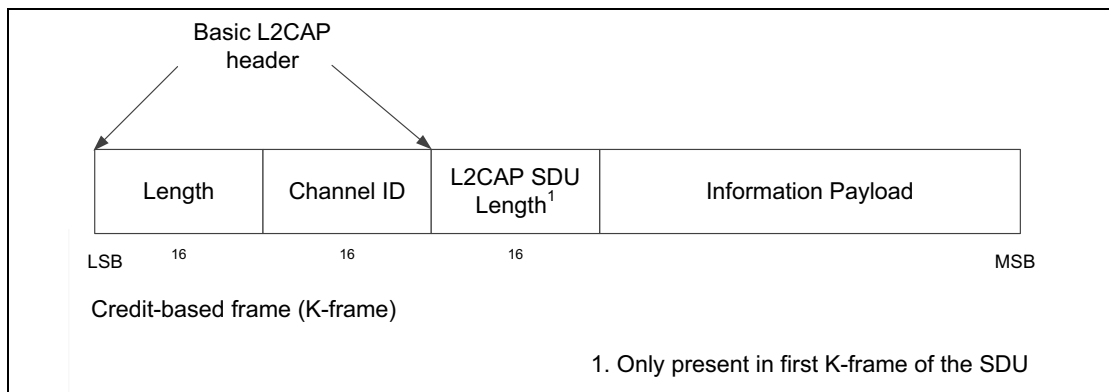 Basic L2CAP
header
Length
Channel ID
L2CAP SDU
Length1
Information Payload
LSB
16
16
16
MSB
Credit-based frame (K-frame)
1. Only present in first K-frame of the SDU